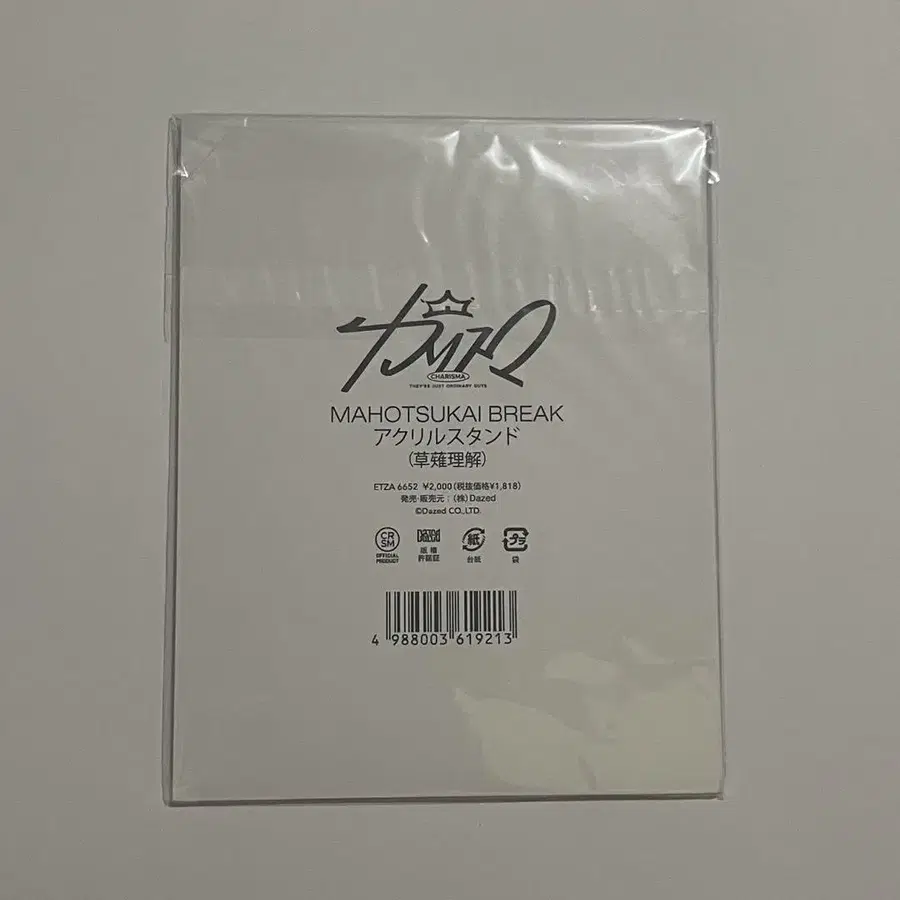 カリスマ
CHARISMA
THEY'RE JUST ORDINARY GUYS
MAHOTSUKAI BREAK
アクリルスタンド
(草薙理解)
ETZA 6652 ¥2,000(税抜価格¥1,818)
発売・販売元:(株)Dazed
©Dazed CO.,LTD.
CR
SM
OFFICIAL
PRODUCT
DAZED
版権
許諾証
紙
台紙
プラ
袋
4 988003 619213